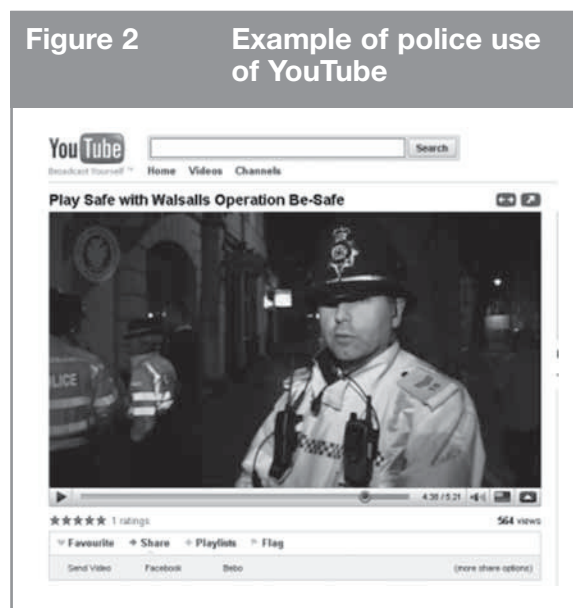 Figure 2 Example of police use
of YouTube
You Tube
Broadcast Yourself ™
Search
Home Videos Channels
Play Safe with Walsalls Operation Be-Safe
LICE
4:38 / 5:21
1 ratings
564 views
Favourite Share Playlists Flag
Send Video Facebook Bebo (more share options)